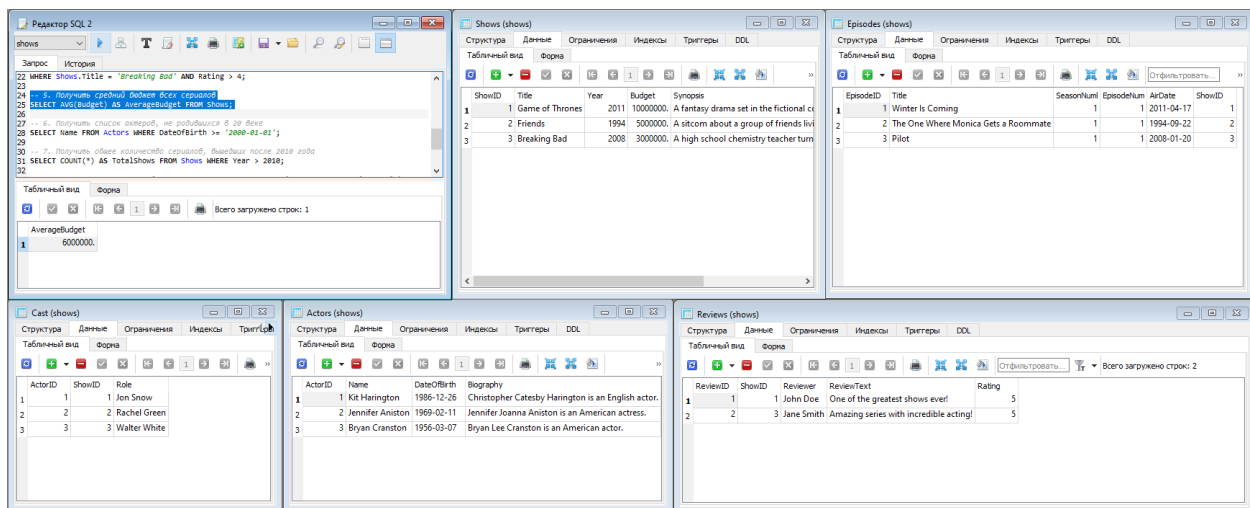 Редактор SQL 2
shows
Запрос История
22 WHERE Shows.Title = 'Breaking Bad' AND Rating > 4;
23
24 -- 5. Получить средний бюджет всех сериалов
25 SELECT AVG(Budget) AS AverageBudget FROM Shows;
26
27 -- 6. Получить список актеров, не родившихся в 20 веке
28 SELECT Name FROM Actors WHERE DateOfBirth >= '2000-01-01';
29
30 -- 7. Получить общее количество сериалов, вышедших после 2010 года
31 SELECT COUNT(*) AS TotalShows FROM Shows WHERE Year > 2010;
32
Табличный вид Форма
1 Всего загружено строк: 1
AverageBudget
1 6000000.
Shows (shows)
Структура Данные Ограничения Индексы Триггеры DDL
Табличный вид Форма
1 »
ShowID Title Year Budget Synopsis
1 1 Game of Thrones 2011 10000000. A fantasy drama set in the fictional co
2 2 Friends 1994 5000000. A sitcom about a group of friends livi
3 3 Breaking Bad 2008 3000000. A high school chemistry teacher turn
Episodes (shows)
Структура Данные Ограничения Индексы Триггеры DDL
Табличный вид Форма
1 Отфильтровать... »
EpisodeID Title SeasonNuml EpisodeNum AirDate ShowID
1 1 Winter Is Coming 1 1 2011-04-17 1
2 2 The One Where Monica Gets a Roommate 1 1 1994-09-22 2
3 3 Pilot 1 1 2008-01-20 3
Cast (shows)
Структура Данные Ограничения Индексы Триггеры
Табличный вид Форма
1 »
ActorID ShowID Role
1 1 1 Jon Snow
2 2 2 Rachel Green
3 3 3 Walter White
Actors (shows)
Структура Данные Ограничения Индексы Триггеры DDL
Табличный вид Форма
1 »
ActorID Name DateOfBirth Biography
1 1 Kit Harington 1986-12-26 Christopher Catesby Harington is an English actor.
2 2 Jennifer Aniston 1969-02-11 Jennifer Joanna Aniston is an American actress.
3 3 Bryan Cranston 1956-03-07 Bryan Lee Cranston is an American actor.
Reviews (shows)
Структура Данные Ограничения Индексы Триггеры DDL
Табличный вид Форма
1 Отфильтровать... Всего загружено строк: 2
ReviewID ShowID Reviewer ReviewText Rating
1 1 1 John Doe One of the greatest shows ever! 5
2 2 3 Jane Smith Amazing series with incredible acting! 5